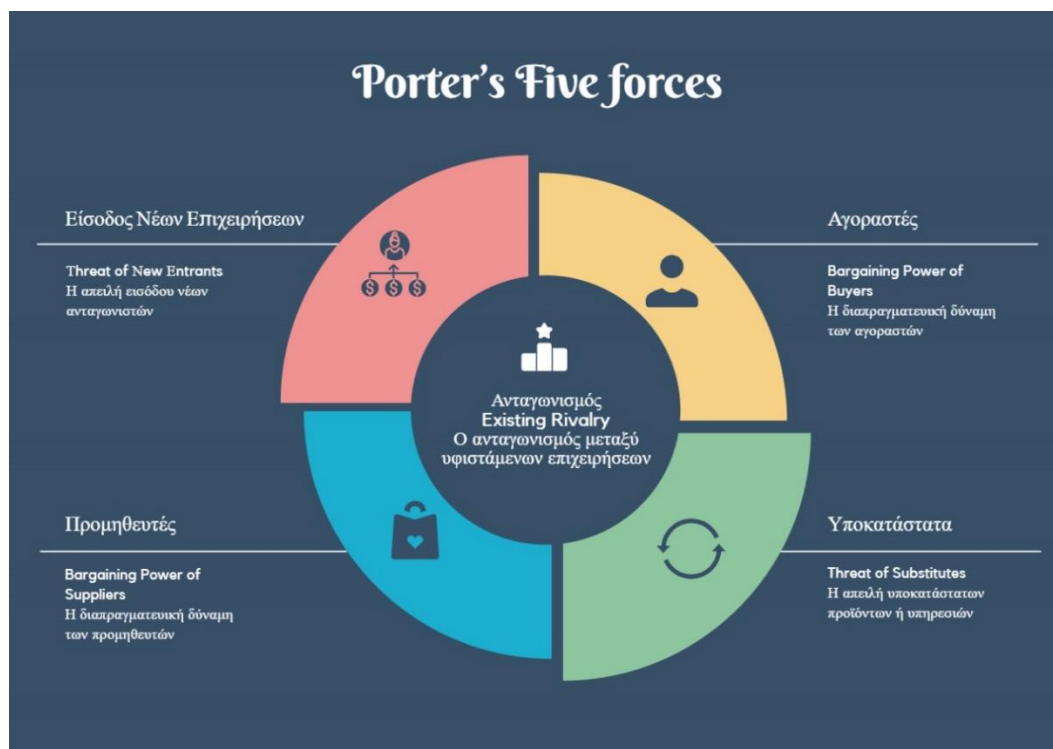 Porter's Five forces
Είσοδος Νέων Επιχειρήσεων
Threat of New Entrants
Η απειλή εισόδου νέων
ανταγωνιστών
Αγοραστές
Bargaining Power of
Buyers
Η διαπραγματευική δύναμη
των αγοραστών
Ανταγωνισμός
Existing Rivalry
Ο ανταγωνισμός μεταξύ
υφιστάμενων επιχειρήσεων
Προμηθευτές
Bargaining Power of
Suppliers
Η διαπραγματευική δύναμη
των προμηθευτών
Υποκατάστατα
Threat of Substitutes
Η απειλή υποκατάστατων
προϊόντων ή υπηρεσιών